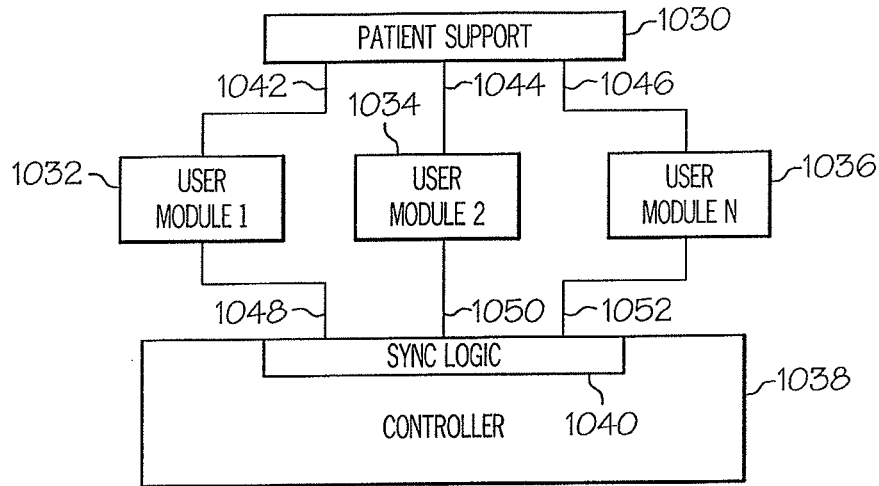 PATIENT SUPPORT
1030
1042
1044
1046
1034
1032
USER
MODULE 1
USER
MODULE 2
USER
MODULE N
1036
1048
1050
1052
SYNC LOGIC
1038
1040
CONTROLLER